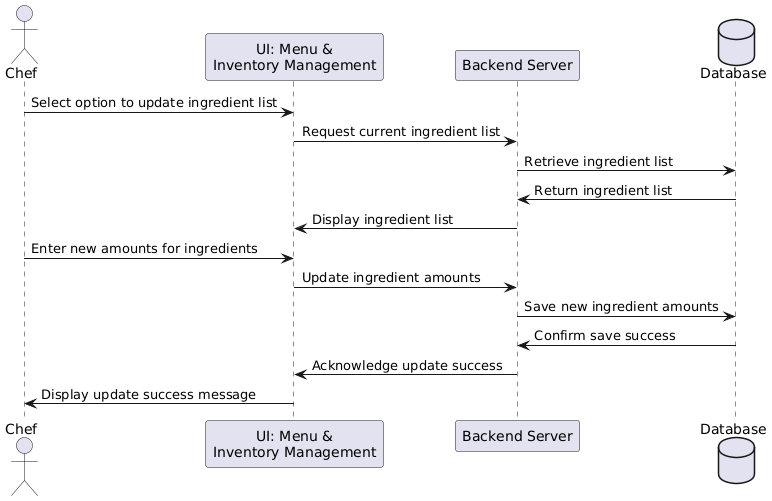 Chef
UI: Menu &
Inventory Management
Backend Server
Database
Select option to update ingredient list
Request current ingredient list
Retrieve ingredient list
Return ingredient list
Display ingredient list
Enter new amounts for ingredients
Update ingredient amounts
Save new ingredient amounts
Confirm save success
Acknowledge update success
Display update success message
Chef
UI: Menu &
Inventory Management
Backend Server
Database